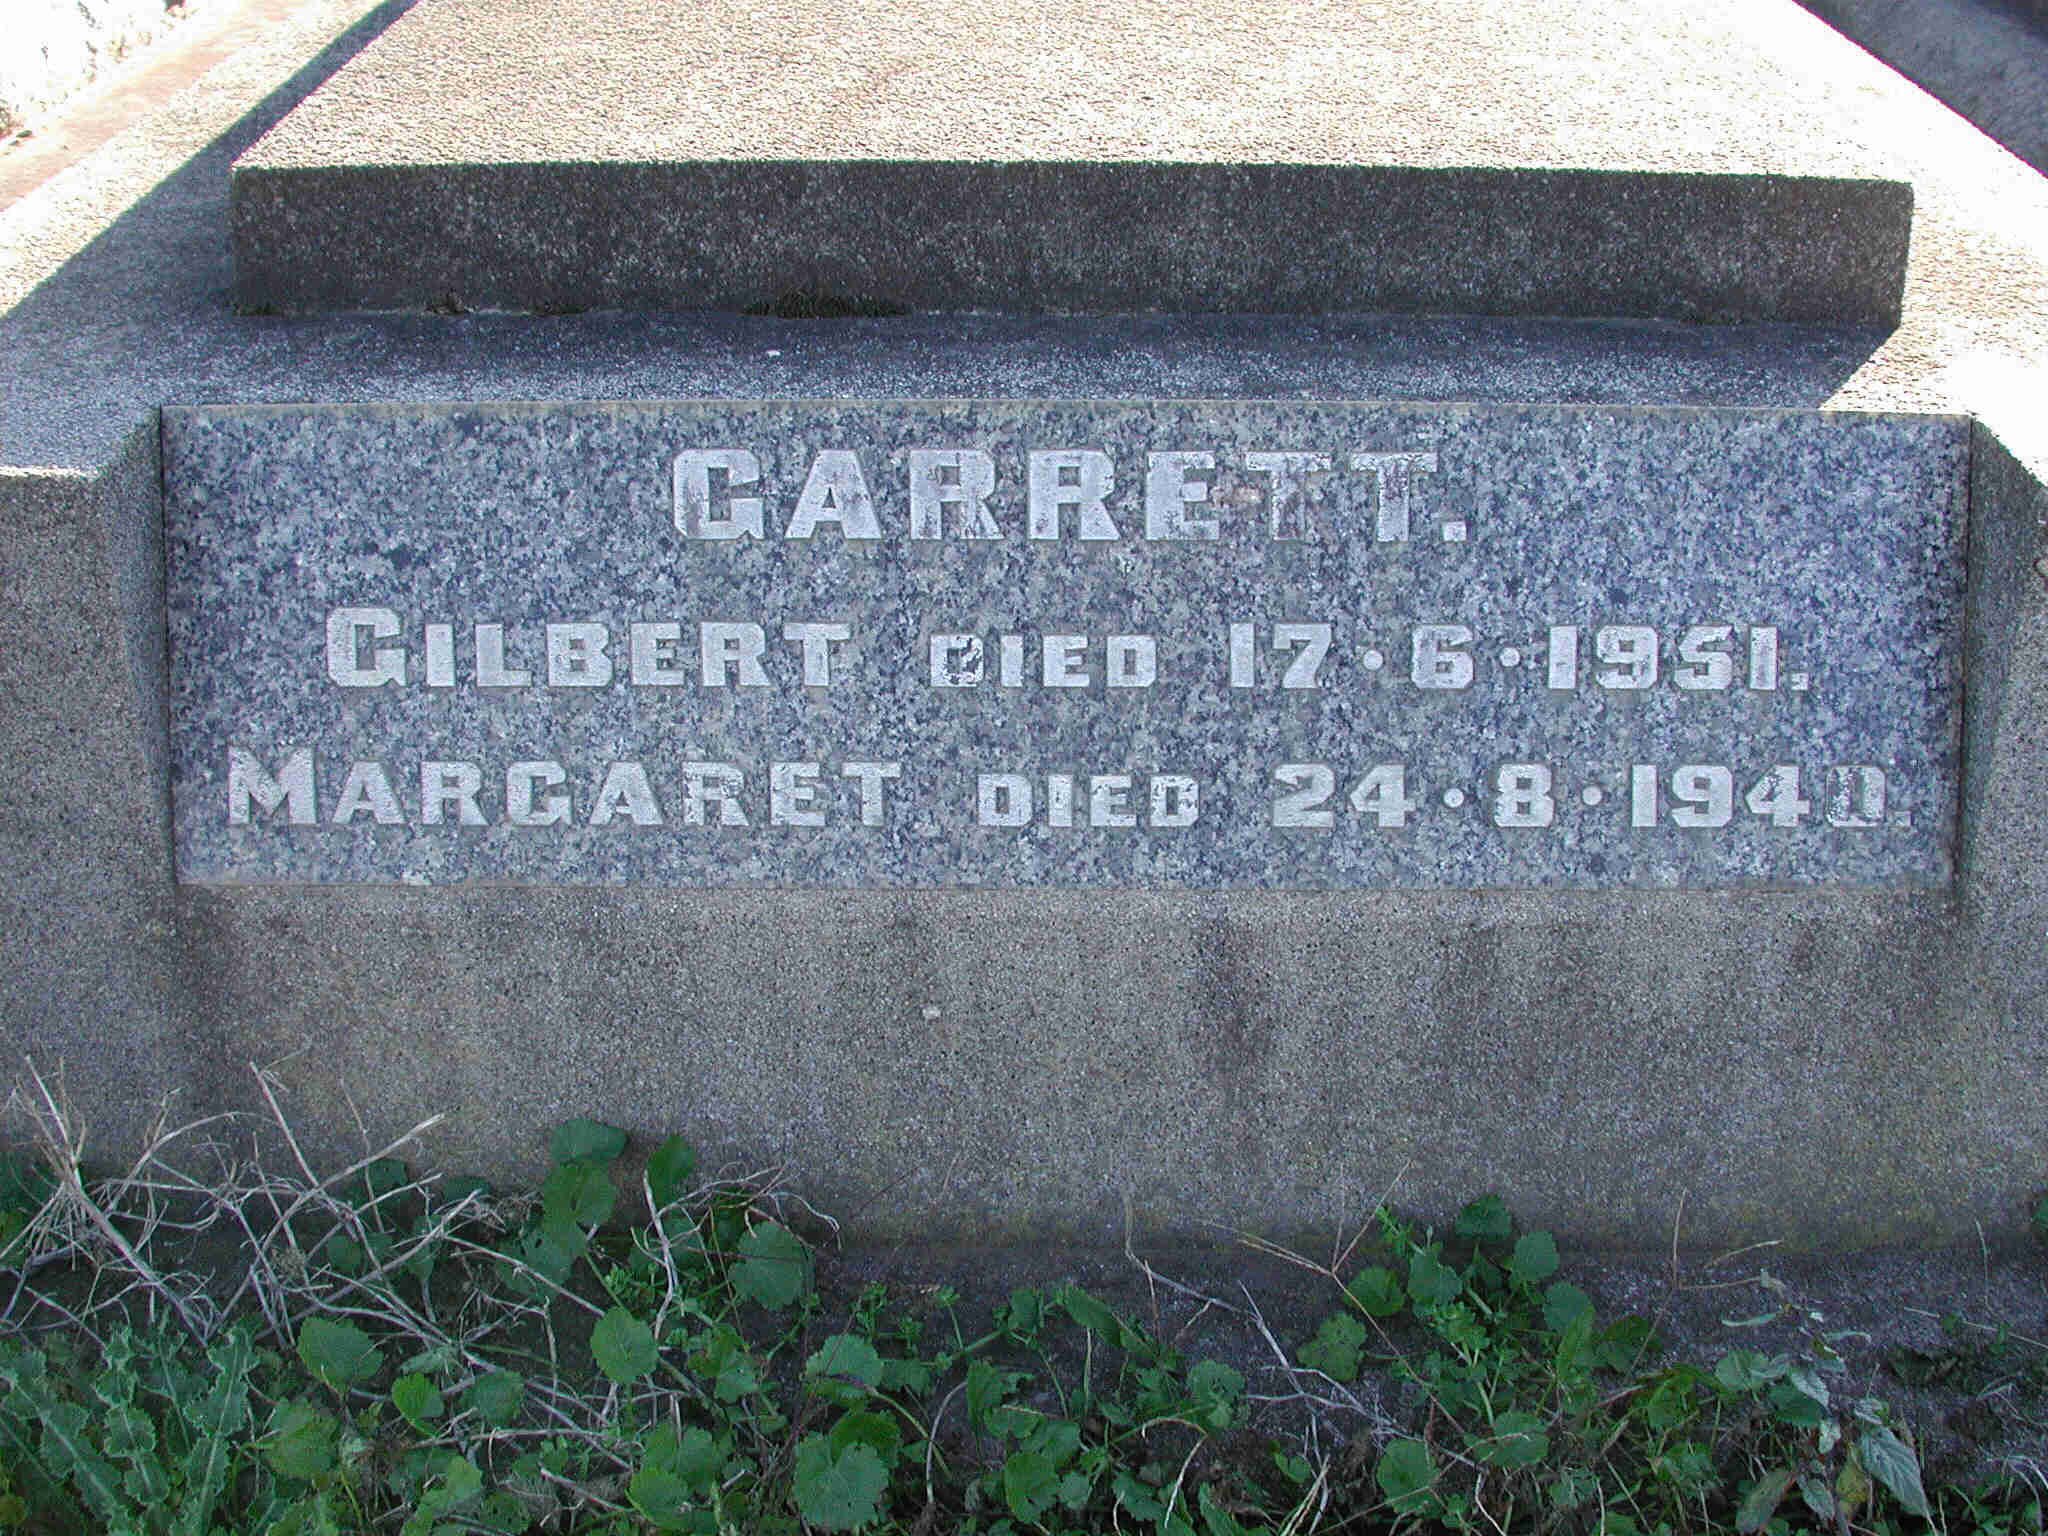 GARRETT.
GILBERT DIED 17·6·1951.
MARGARET DIED 24·8·1940.